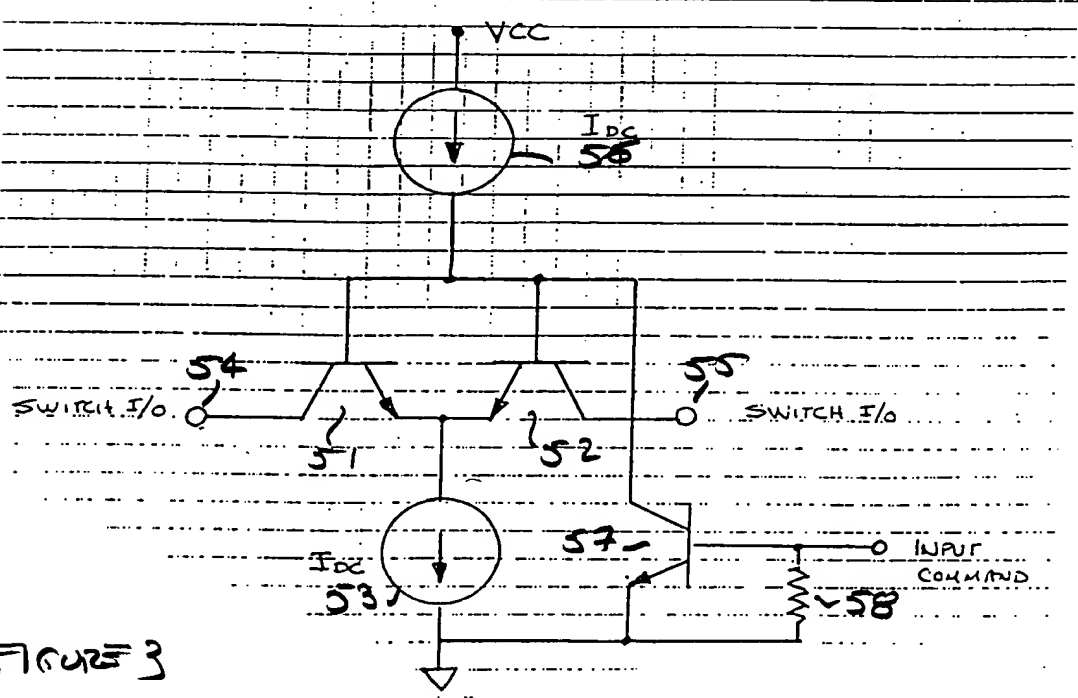 VCC
IDC
56
54
SWITCH I/O
51
52
55
SWITCH I/O
IDC
53
57
INPUT
COMMAND
58
FIGURE 3